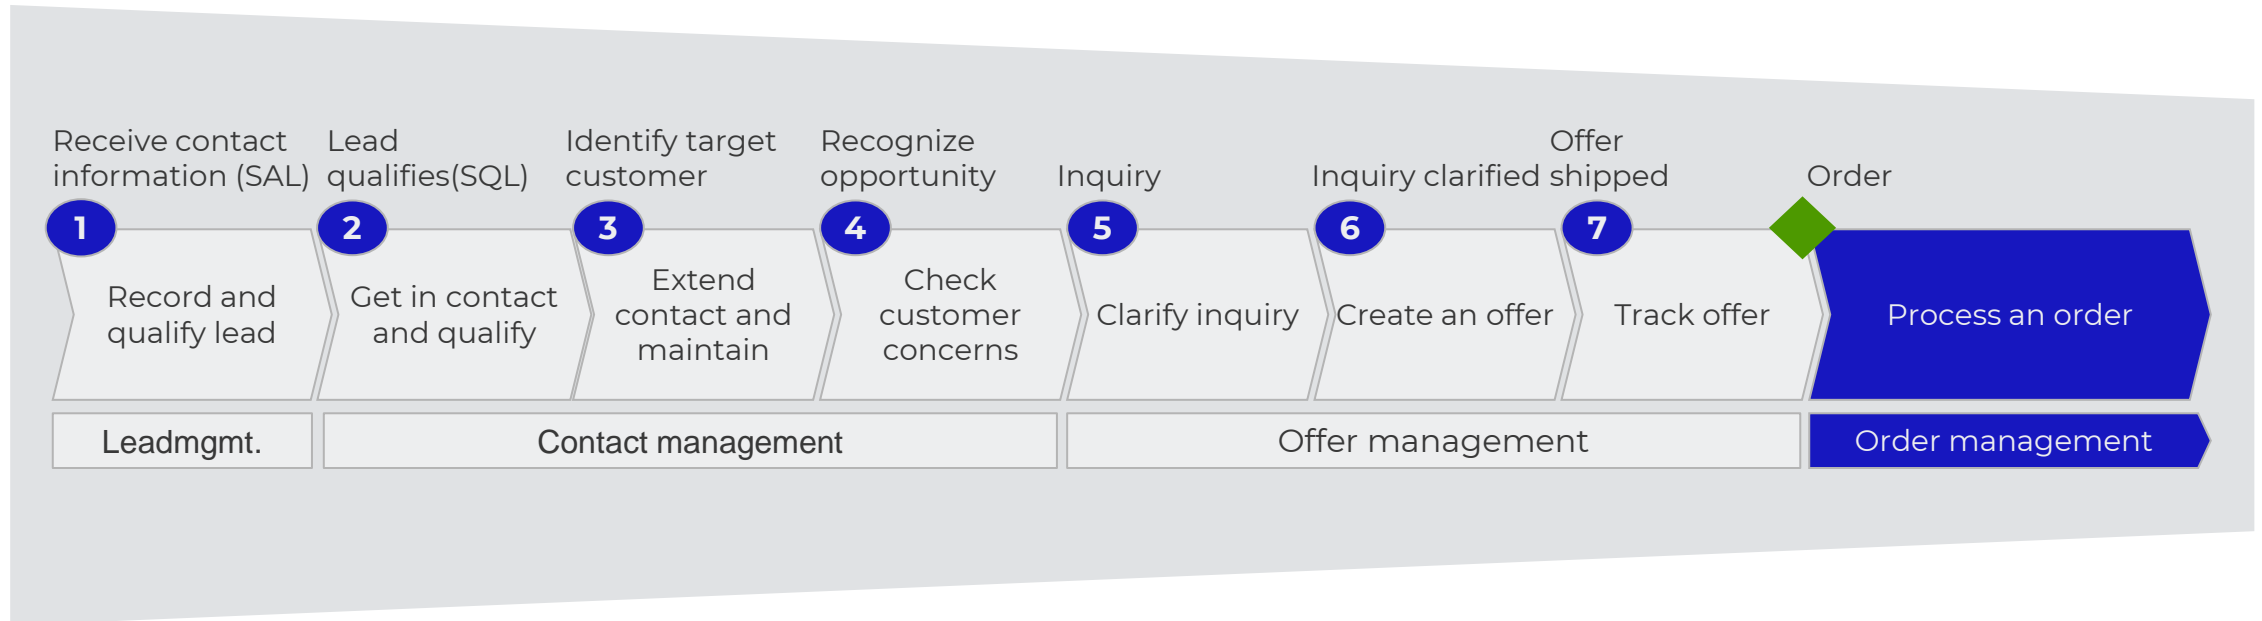 Receive contact
information (SAL)
Lead
qualifies(SQL)
Identify target
customer
Recognize
opportunity
Inquiry
Inquiry clarified
Offer
shipped
Order
1
2
3
4
5
6
7
Record and
qualify lead
Get in contact
and qualify
Extend
contact and
maintain
Check
customer
concerns
Clarify inquiry
Create an offer
Track offer
Process an order
Leadmgmt.
Contact management
Offer management
Order management